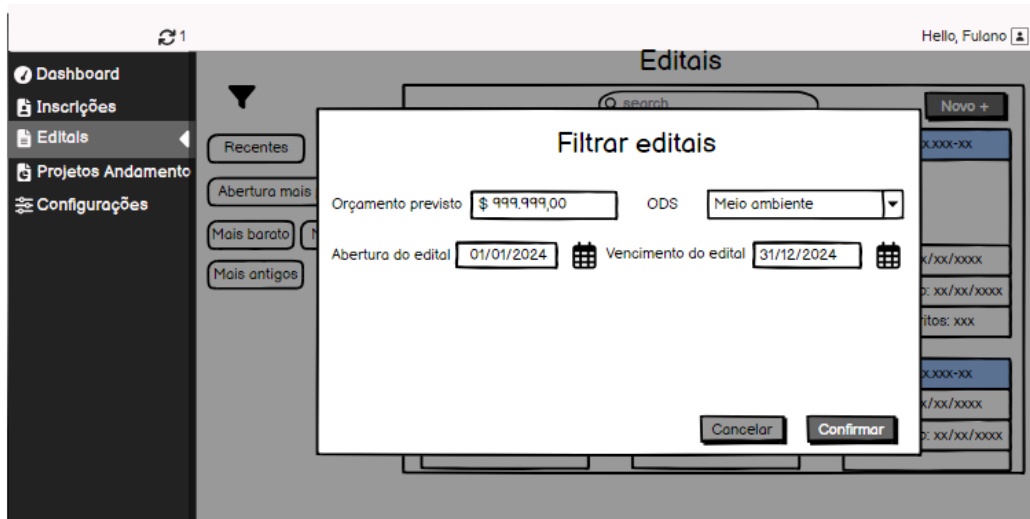 1
Hello, Fulano
Dashboard
Inscrições
Editais
Projetos Andamento
Configurações
Editais
search
Novo +
Recentes
Abertura mais
Mais barato
Mais antigos
x.xxx-xx
x/xx/xxxx
o: xx/xx/xxxx
ritos: xxx
x.xxx-xx
x/xx/xxxx
o: xx/xx/xxxx
Filtrar editais
Orçamento previsto
$ 999.999,00
ODS
Meio ambiente
Abertura do edital
01/01/2024
Vencimento do edital
31/12/2024
Cancelar
Confirmar